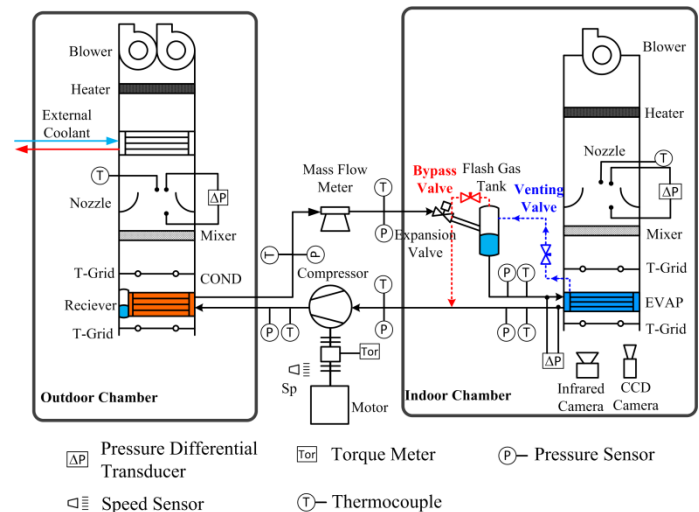 Blower
Heater
External
Coolant
T
Nozzle
ΔP
Mixer
T-Grid
COND
Reciever
T-Grid
P
T
Outdoor Chamber
Mass Flow
Meter
T
P
T
P
Compressor
T
P
Tor
Sp
Motor
Blower
Heater
Nozzle
T
ΔP
Bypass
Valve
Flash Gas
Tank
Venting
Valve
Expansion
Valve
Mixer
T-Grid
P
T
EVAP
P
T
T-Grid
ΔP
Infrared
Camera
CCD
Camera
Indoor Chamber
ΔP
Pressure Differential
Transducer
Tor
Torque Meter
P
Pressure Sensor
Speed Sensor
T
Thermocouple